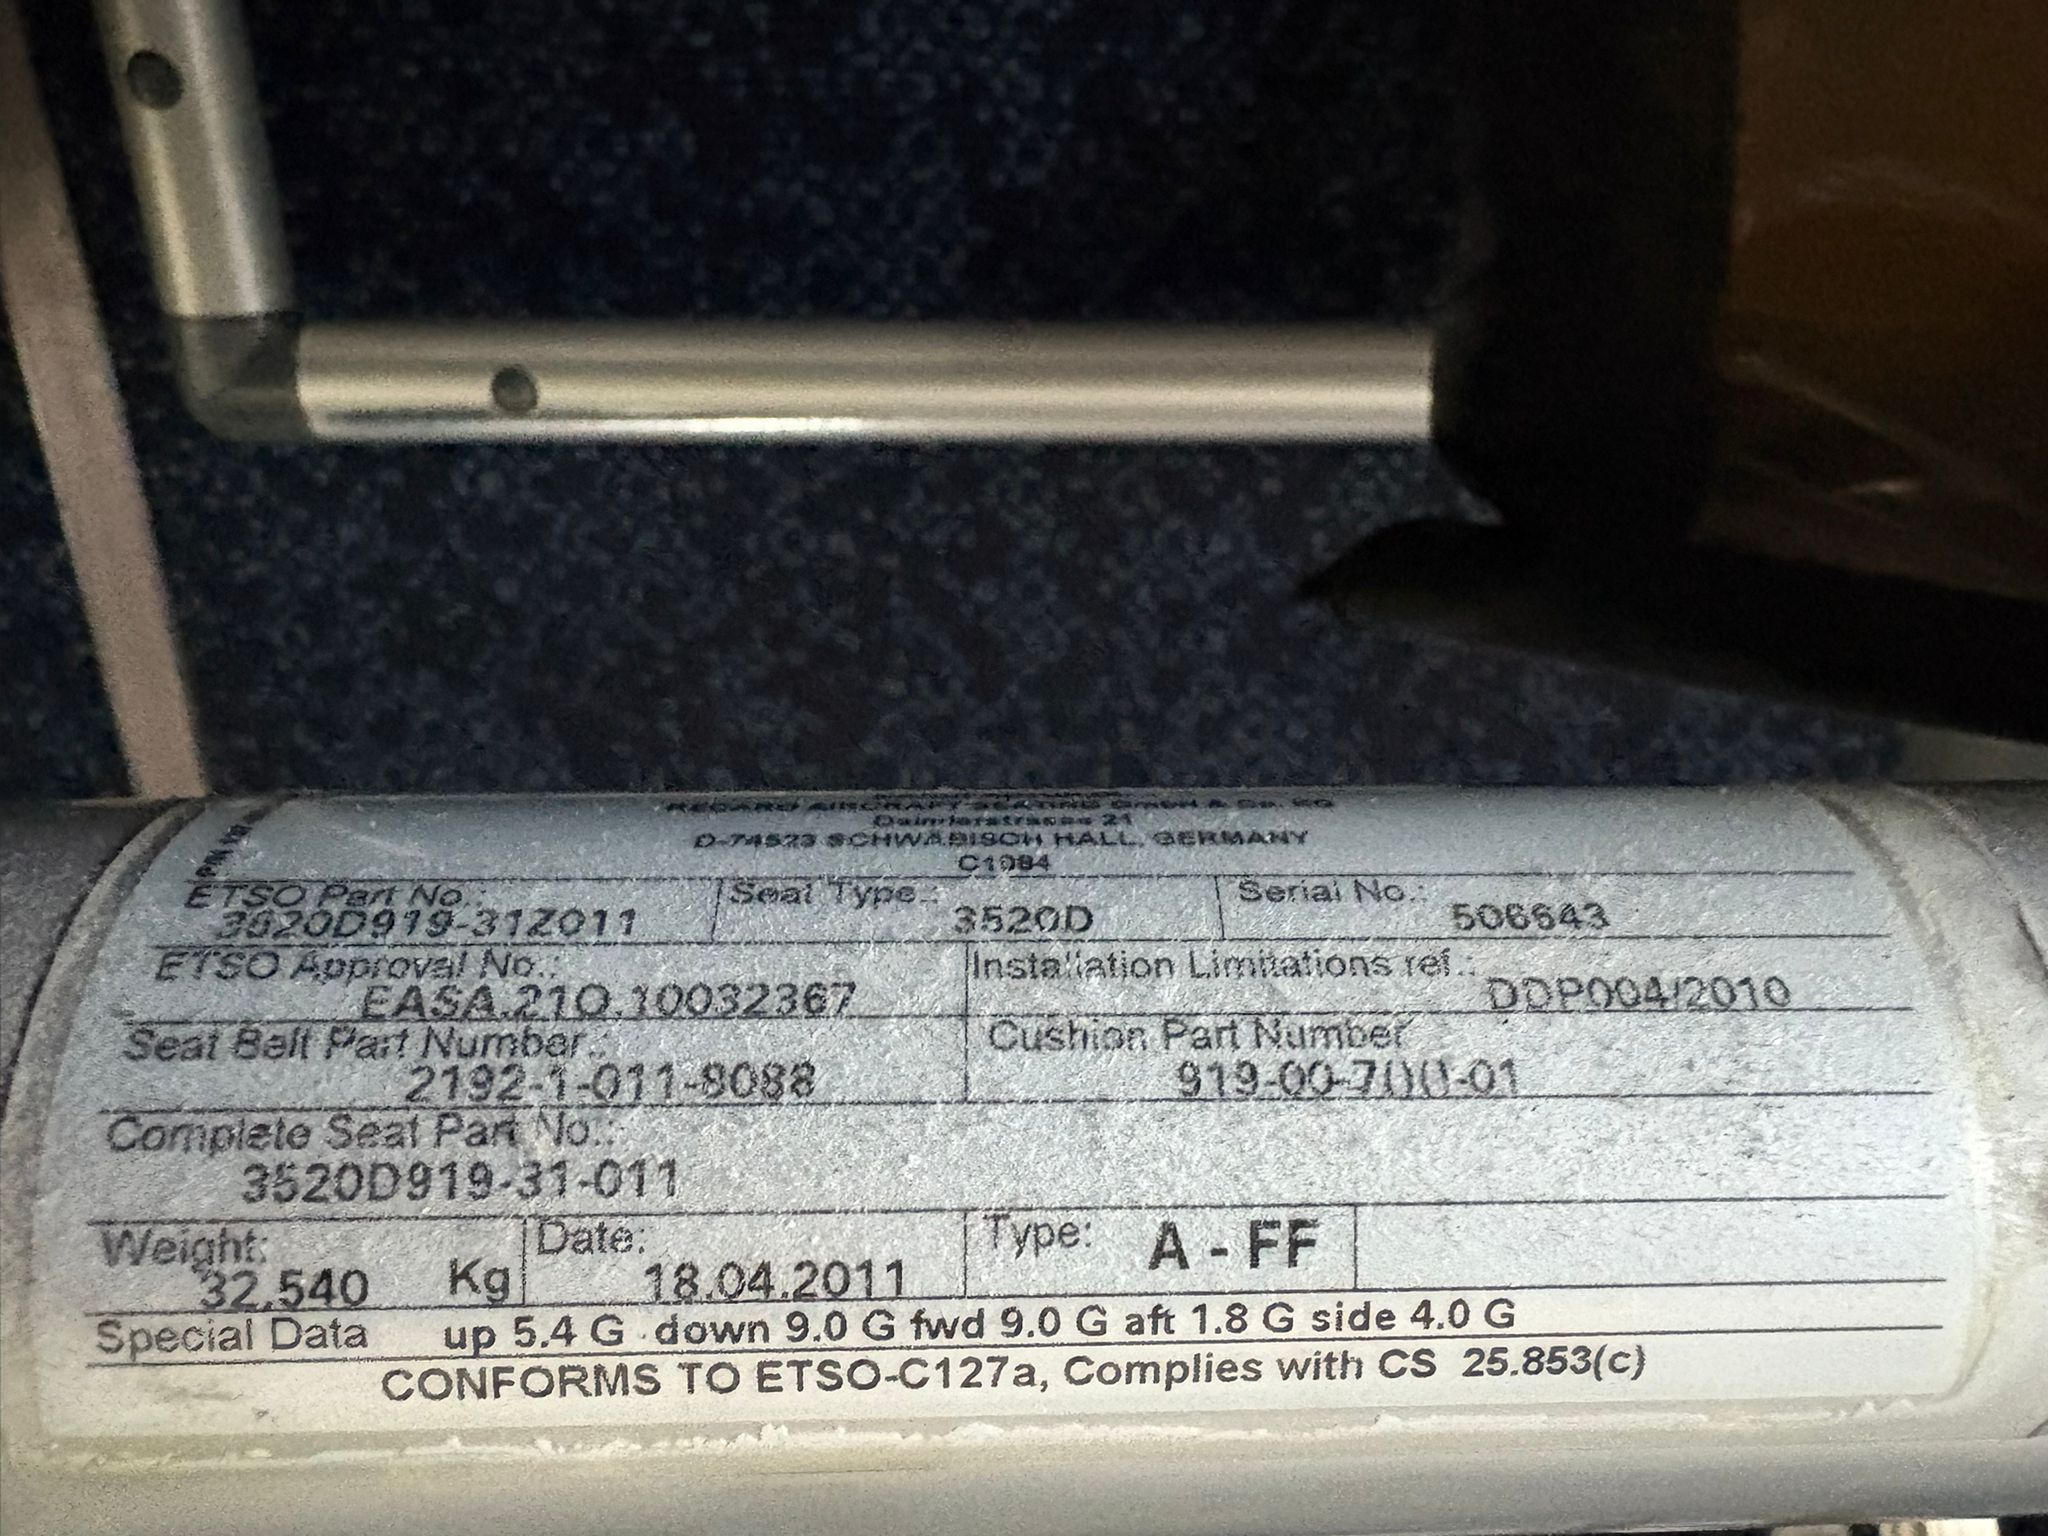 RECARO AIRCRAFT SEATING GmbH & Co. KG
Daimlerstrasse 21
D-74523 SCHWÄBISCH HALL, GERMANY
C1084
ETSO Part No.: Seat Type.: Serial No.:
3520D919-31Z011 3520D 506643
ETSO Approval No.: Installation Limitations ref.:
EASA.21O.10032367 DDP004/2010
Seat Belt Part Number.: Cushion Part Number
2192-1-011-8088 919-00-700-01
Complete Seat Part No.:
3520D919-31-011
Weight: Date: Type: A - FF
32,540 Kg 18.04.2011
Special Data up 5.4 G down 9.0 G fwd 9.0 G aft 1.8 G side 4.0 G
CONFORMS TO ETSO-C127a, Complies with CS 25.853(c)